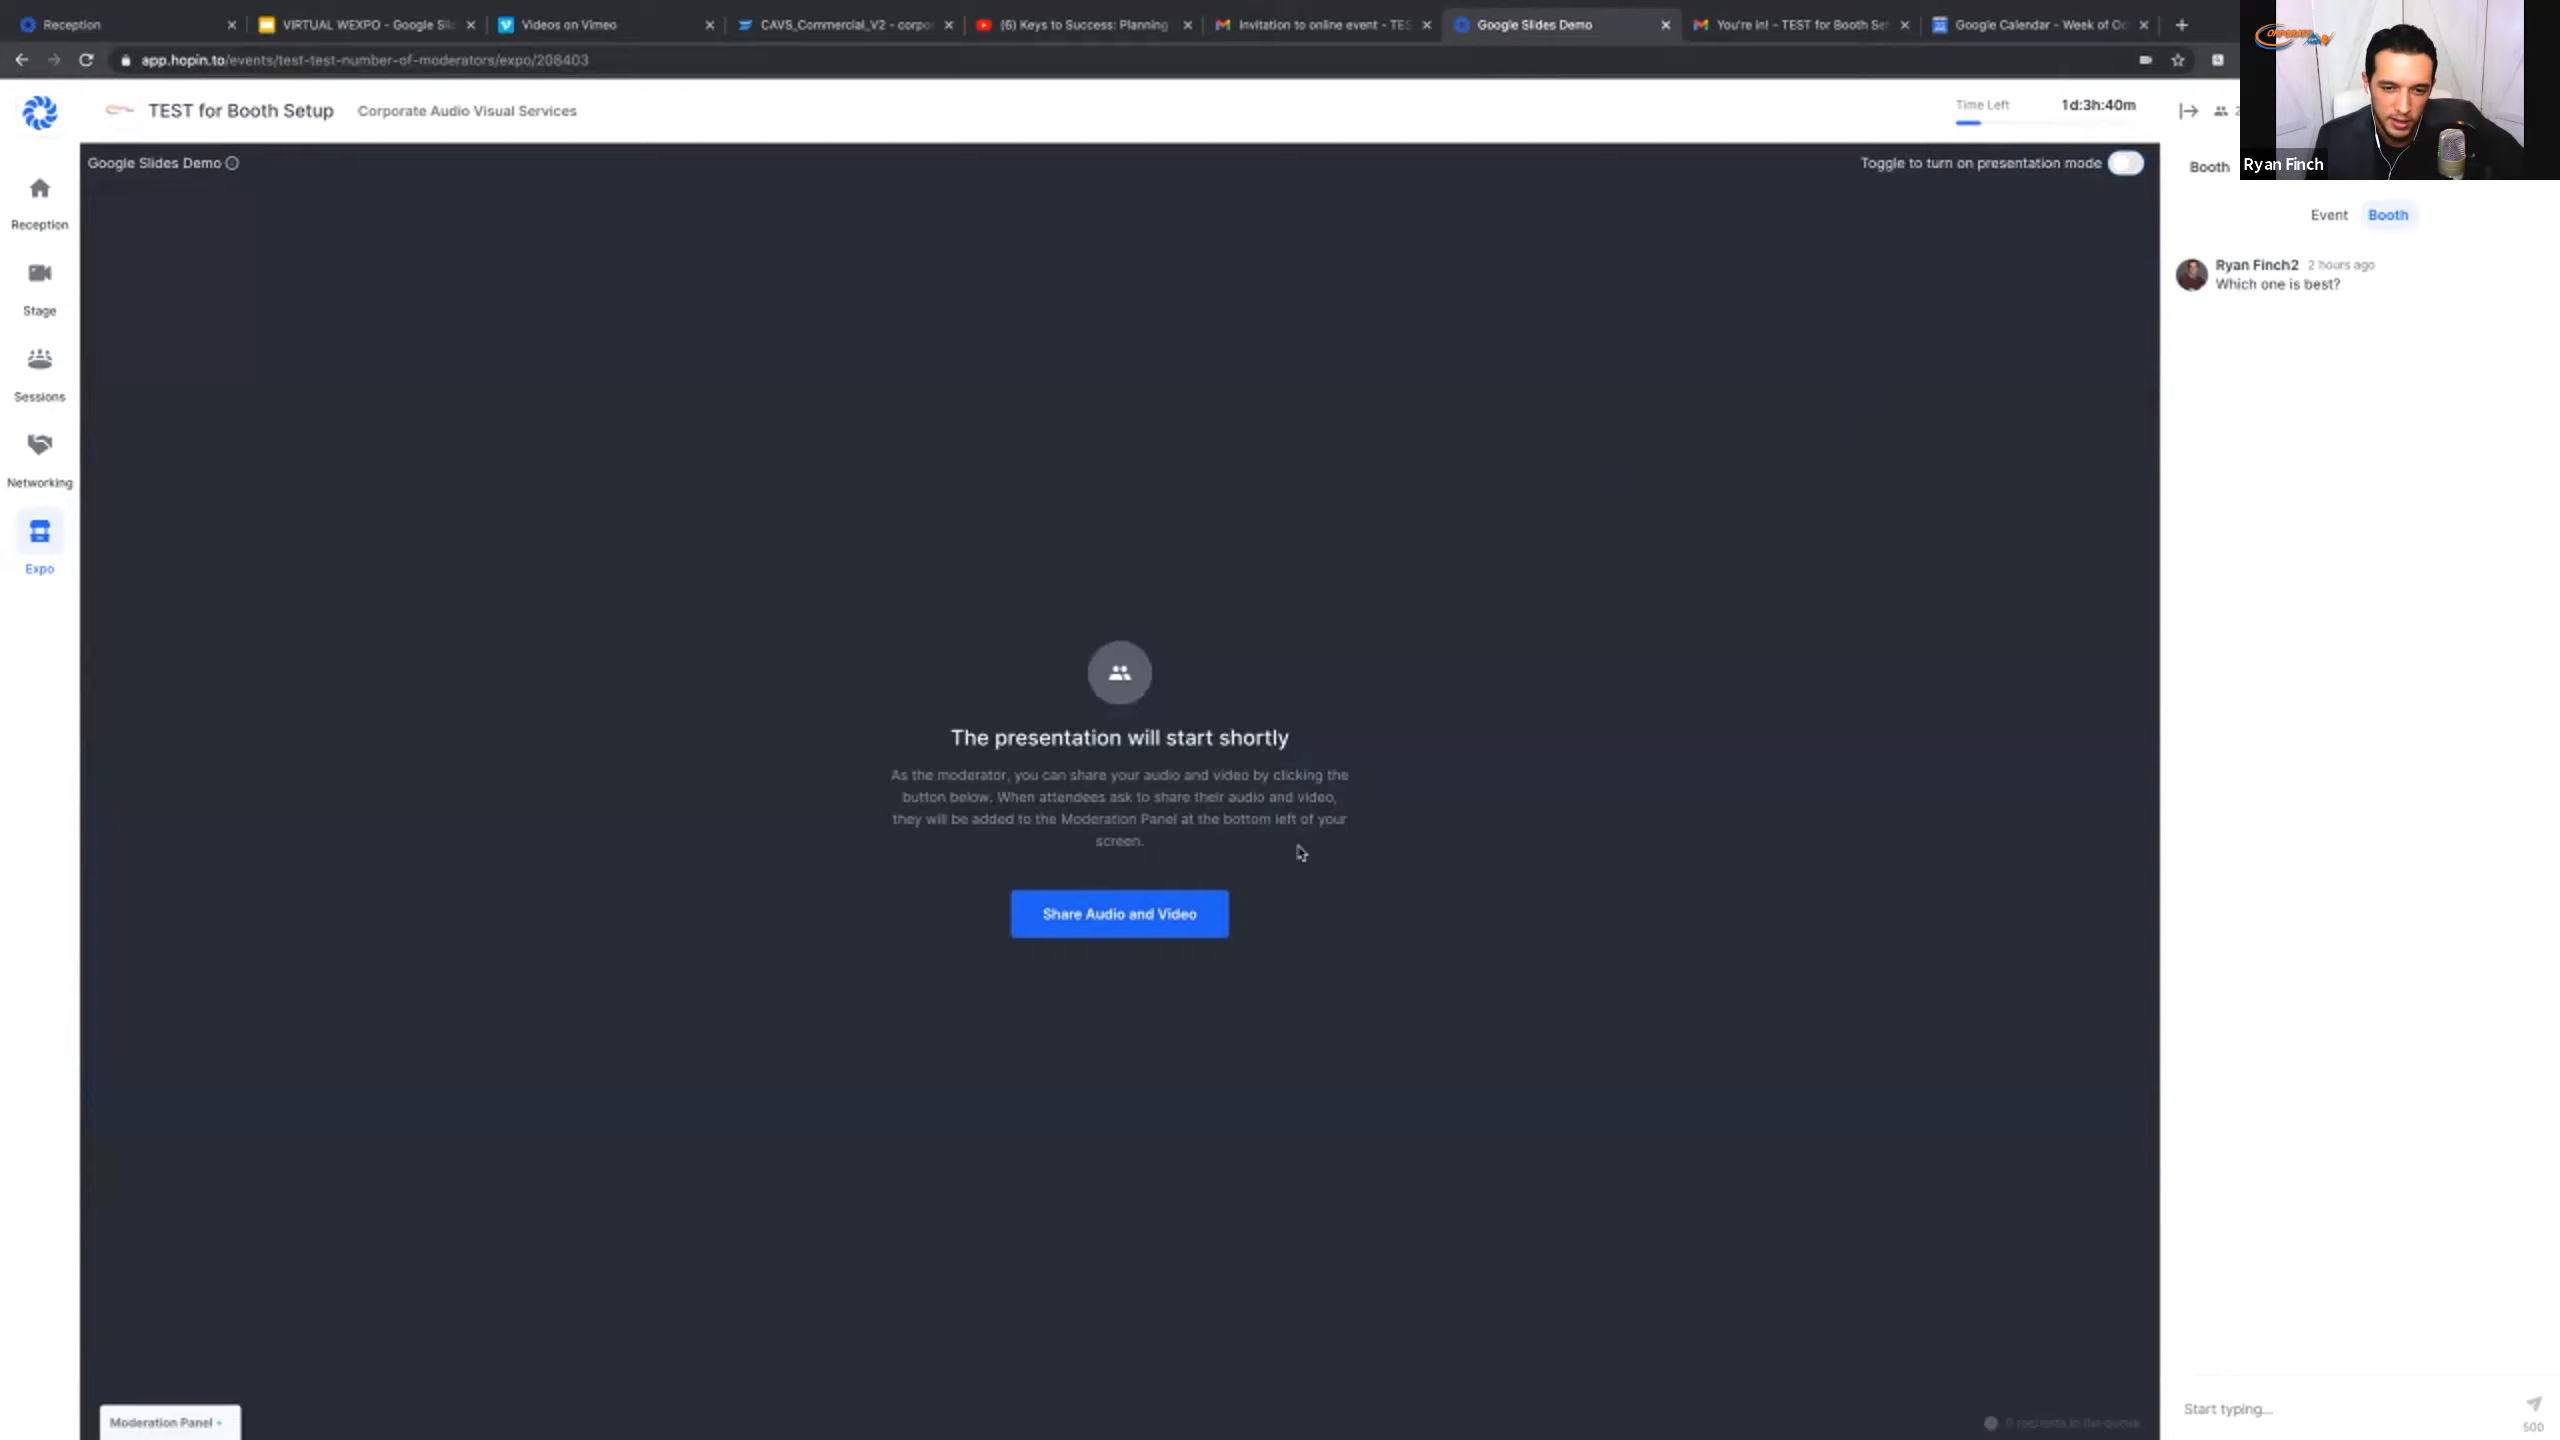 Reception
VIRTUAL WEXPO - Google Slid
Videos on Vimeo
CAVS_Commercial_V2 - corpo
(6) Keys to Success: Planning
Invitation to online event - TES
Google Slides Demo
You're in! - TEST for Booth Se
Google Calendar - Week of Oc
app.hopin.to/events/test-test-number-of-moderators/expo/208403
TEST for Booth Setup
Corporate Audio Visual Services
Time Left
1d:3h:40m
Google Slides Demo
Toggle to turn on presentation mode
Booth
Ryan Finch
Event
Booth
Reception
Stage
Sessions
Networking
Expo
Ryan Finch2 2 hours ago
Which one is best?
The presentation will start shortly
As the moderator, you can share your audio and video by clicking the
button below. When attendees ask to share their audio and video,
they will be added to the Moderation Panel at the bottom left of your
screen.
Share Audio and Video
Moderation Panel +
0 requests in the queue
Start typing...
500